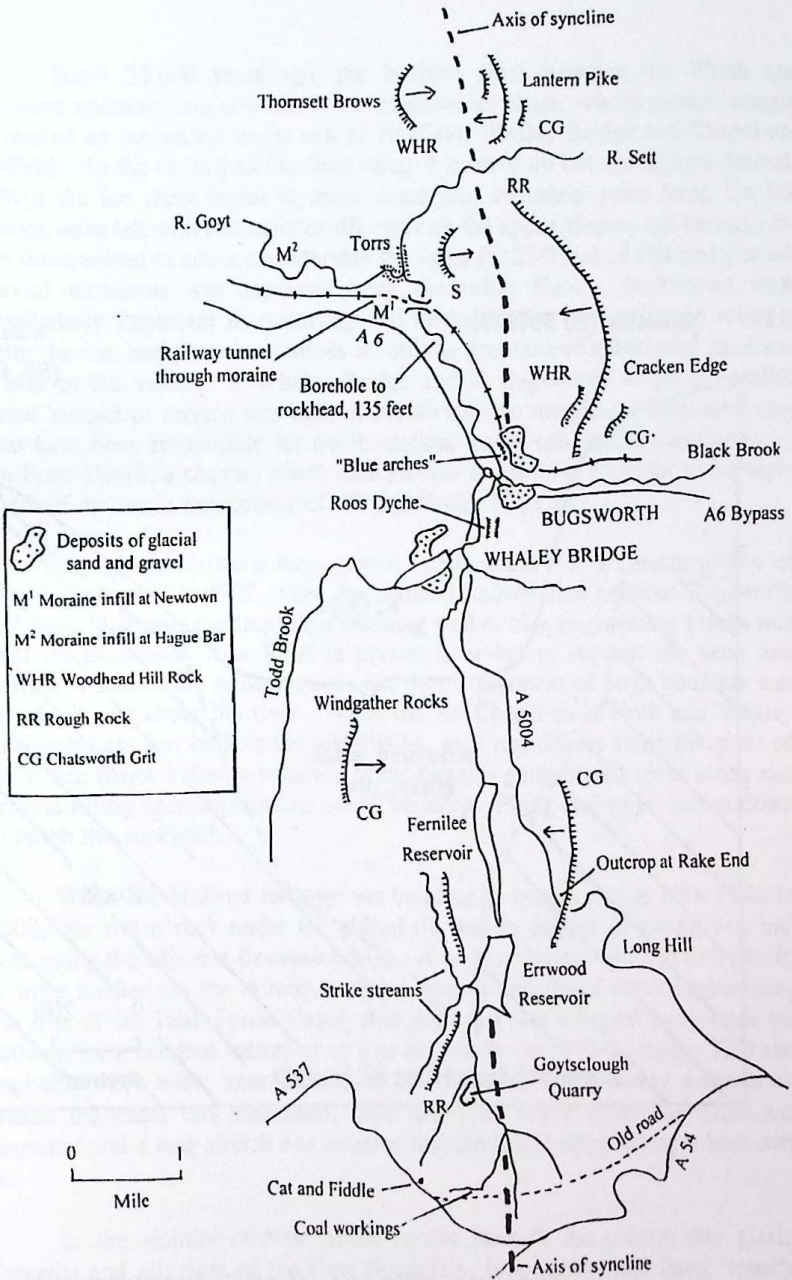 Axis of syncline
Lantern Pike
Thornsett Brows
CG
WHR
R. Sett
RR
R. Goyt
M²
Torrs
S
M¹
A 6
Railway tunnel
through moraine
WHR
Cracken Edge
Borehole to
rockhead, 135 feet
CG
"Blue arches"
Black Brook
Roos Dyche
BUGSWORTH
A6 Bypass
WHALEY BRIDGE
Deposits of glacial
sand and gravel
M¹ Moraine infill at Newtown
M² Moraine infill at Hague Bar
WHR Woodhead Hill Rock
RR Rough Rock
CG Chatsworth Grit
Todd Brook
Windgather Rocks
A 5004
CG
CG
Fernilee
Reservoir
Outcrop at Rake End
Long Hill
Strike streams
Errwood
Reservoir
A 537
Goytsclough
Quarry
RR
Old road
A 54
0 1
Mile
Cat and Fiddle
Coal workings
Axis of syncline